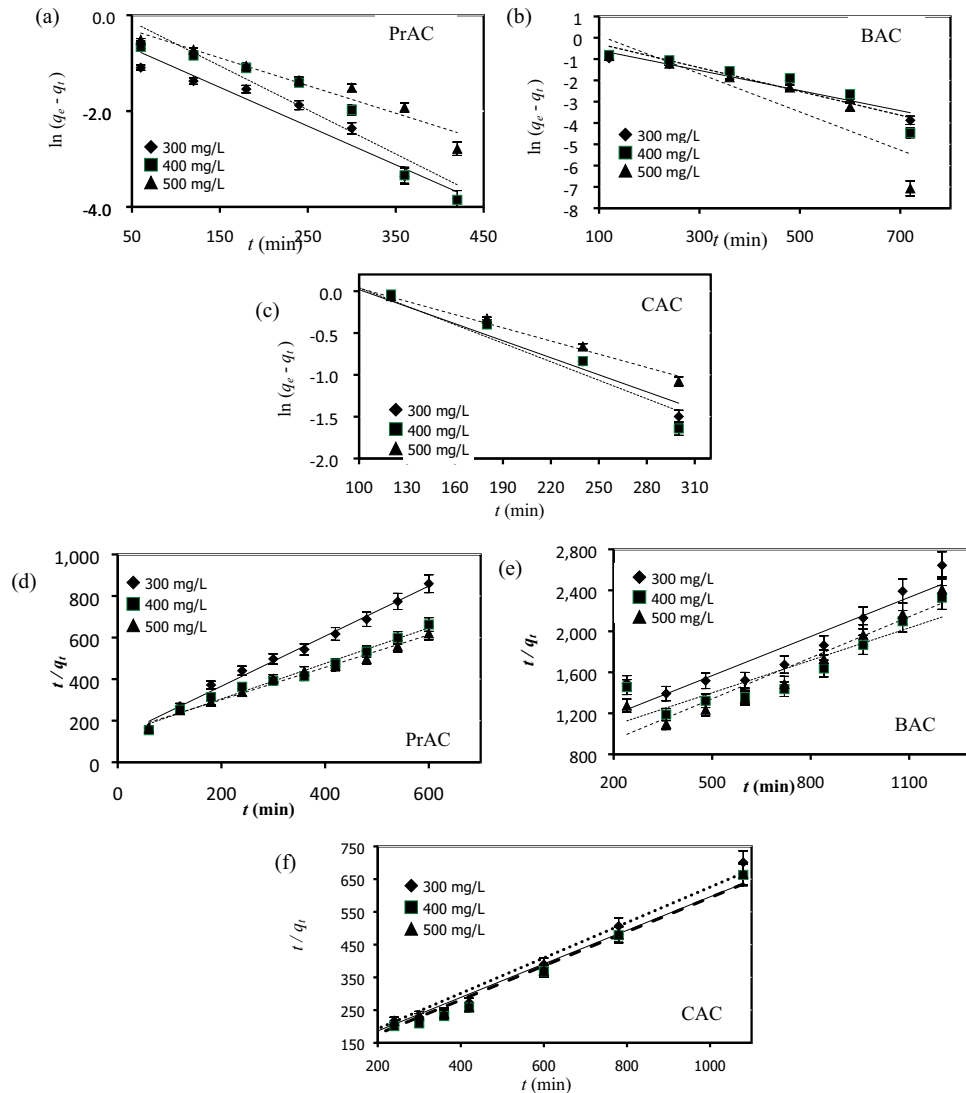 (a)
0.0
-2.0
-4.0
ln (qe - qt)
PrAC
300 mg/L
400 mg/L
500 mg/L
50 150 250 350 450
t (min)
(b)
1
0
-1
-2
-3
-4
-5
-6
-7
-8
ln (qe - qt)
BAC
300 mg/L
400 mg/L
500 mg/L
100 300 500 700
t (min)
(c)
0.0
-0.5
-1.0
-1.5
-2.0
ln (qe - qt)
CAC
300 mg/L
400 mg/L
500 mg/L
100 130 160 190 220 250 280 310
t (min)
(d)
1,000
800
600
400
200
0
t / qt
300 mg/L
400 mg/L
500 mg/L
PrAC
0 200 400 600
t (min)
(e)
2,800
2,400
2,000
1,600
1,200
800
t / qt
300 mg/L
400 mg/L
500 mg/L
BAC
200 500 800 1100
t (min)
(f)
750
650
550
450
350
250
150
t / qt
300 mg/L
400 mg/L
500 mg/L
CAC
200 400 600 800 1000
t (min)